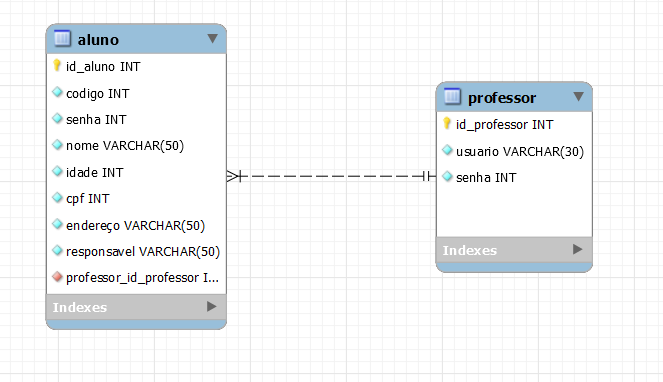 aluno
id_aluno INT
codigo INT
senha INT
nome VARCHAR(50)
idade INT
cpf INT
endereço VARCHAR(50)
responsavel VARCHAR(50)
professor_id_professor I...
Indexes
professor
id_professor INT
usuario VARCHAR(30)
senha INT
Indexes